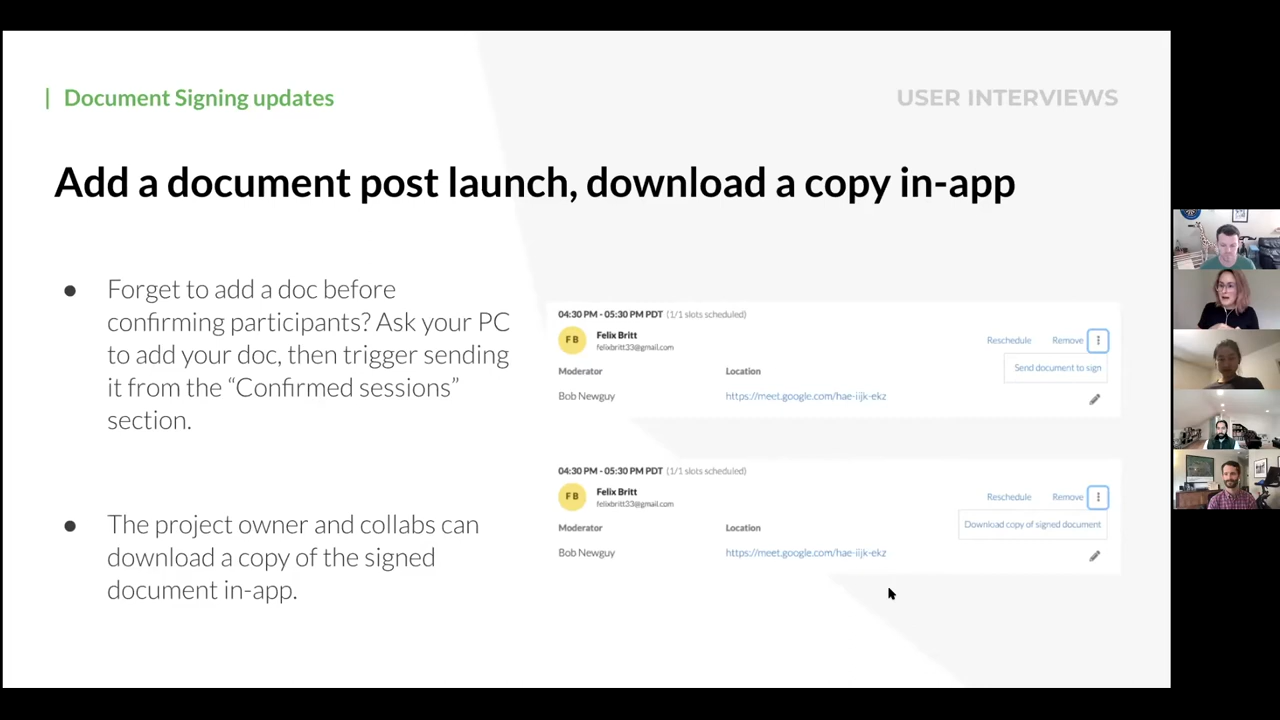 Document Signing updates
USER INTERVIEWS
Add a document post launch, download a copy in-app
● Forget to add a doc before
confirming participants? Ask your PC
to add your doc, then trigger sending
it from the “Confirmed sessions”
section.
● The project owner and collabs can
download a copy of the signed
document in-app.
04:30 PM - 05:30 PM PDT (1/1 slots scheduled)
FB
Felix Britt
felixbritt33@gmail.com
Reschedule Remove
Send document to sign
Moderator Location
Bob Newguy https://meet.google.com/hae-iijk-ekz
04:30 PM - 05:30 PM PDT (1/1 slots scheduled)
FB
Felix Britt
felixbritt33@gmail.com
Reschedule Remove
Download copy of signed document
Moderator Location
Bob Newguy https://meet.google.com/hae-iijk-ekz